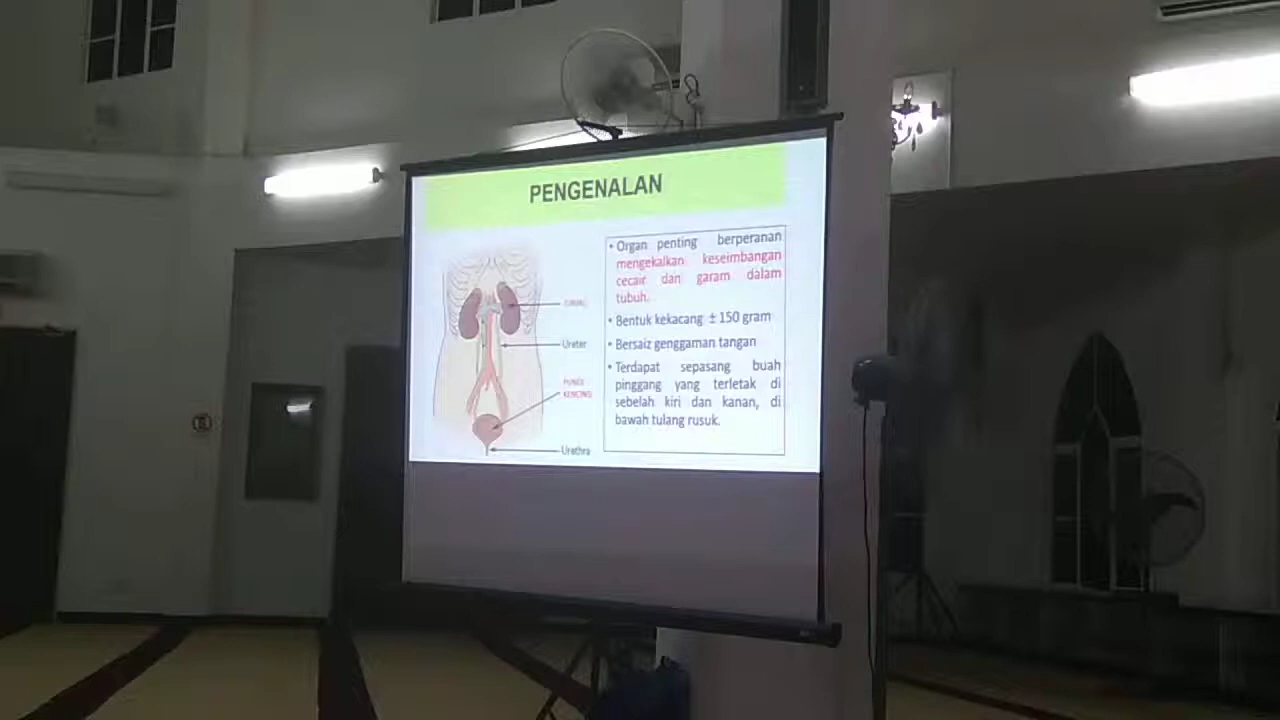 PENGENALAN
• Organ penting berperanan
mengekalkan keseimbangan
cecair dan garam dalam
tubuh.
• Bentuk kekacang ± 150 gram
• Bersaiz genggaman tangan
• Terdapat sepasang buah
pinggang yang terletak di
sebelah kiri dan kanan, di
bawah tulang rusuk.
Ureter
KENCING
Urethra